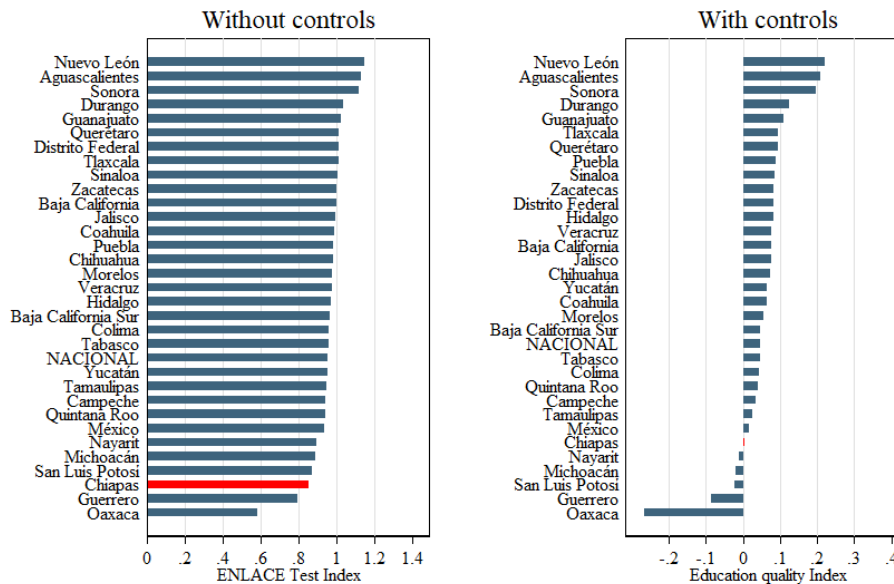 Without controls
Nuevo León
Aguascalientes
Sonora
Durango
Guanajuato
Querétaro
Distrito Federal
Tlaxcala
Sinaloa
Zacatecas
Baja California
Jalisco
Coahuila
Puebla
Chihuahua
Morelos
Veracruz
Hidalgo
Baja California Sur
Colima
Tabasco
NACIONAL
Yucatán
Tamaulipas
Campeche
Quintana Roo
México
Nayarit
Michoacán
San Luis Potosí
Chiapas
Guerrero
Oaxaca
0 .2 .4 .6 .8 1 1.2 1.4
ENLACE Test Index
With controls
Nuevo León
Aguascalientes
Sonora
Durango
Guanajuato
Tlaxcala
Querétaro
Puebla
Sinaloa
Zacatecas
Distrito Federal
Hidalgo
Veracruz
Baja California
Jalisco
Chihuahua
Yucatán
Coahuila
Morelos
Baja California Sur
NACIONAL
Tabasco
Colima
Quintana Roo
Campeche
Tamaulipas
México
Chiapas
Nayarit
Michoacán
San Luis Potosí
Guerrero
Oaxaca
-.2 -.1 0 .1 .2 .3 .4
Education quality Index